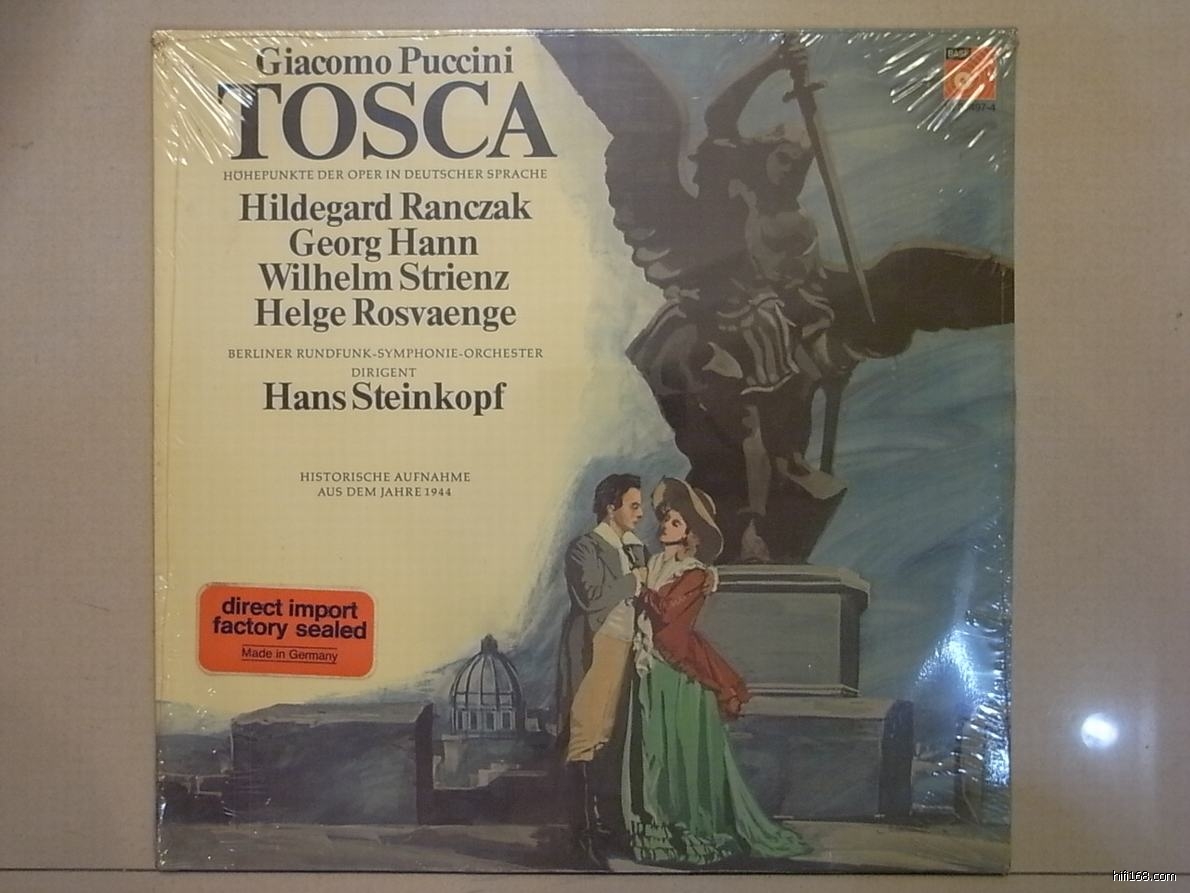 Giacomo Puccini
TOSCA
HÖHEPUNKTE DER OPER IN DEUTSCHER SPRACHE
Hildegard Ranczak
Georg Hann
Wilhelm Strienz
Helge Rosvaenge
BERLINER RUNDFUNK-SYMPHONIE-ORCHESTER
DIRIGENT
Hans Steinkopf
HISTORISCHE AUFNAHME
AUS DEM JAHRE 1944
BASF
direct import
factory sealed
Made in Germany
hifi168.com